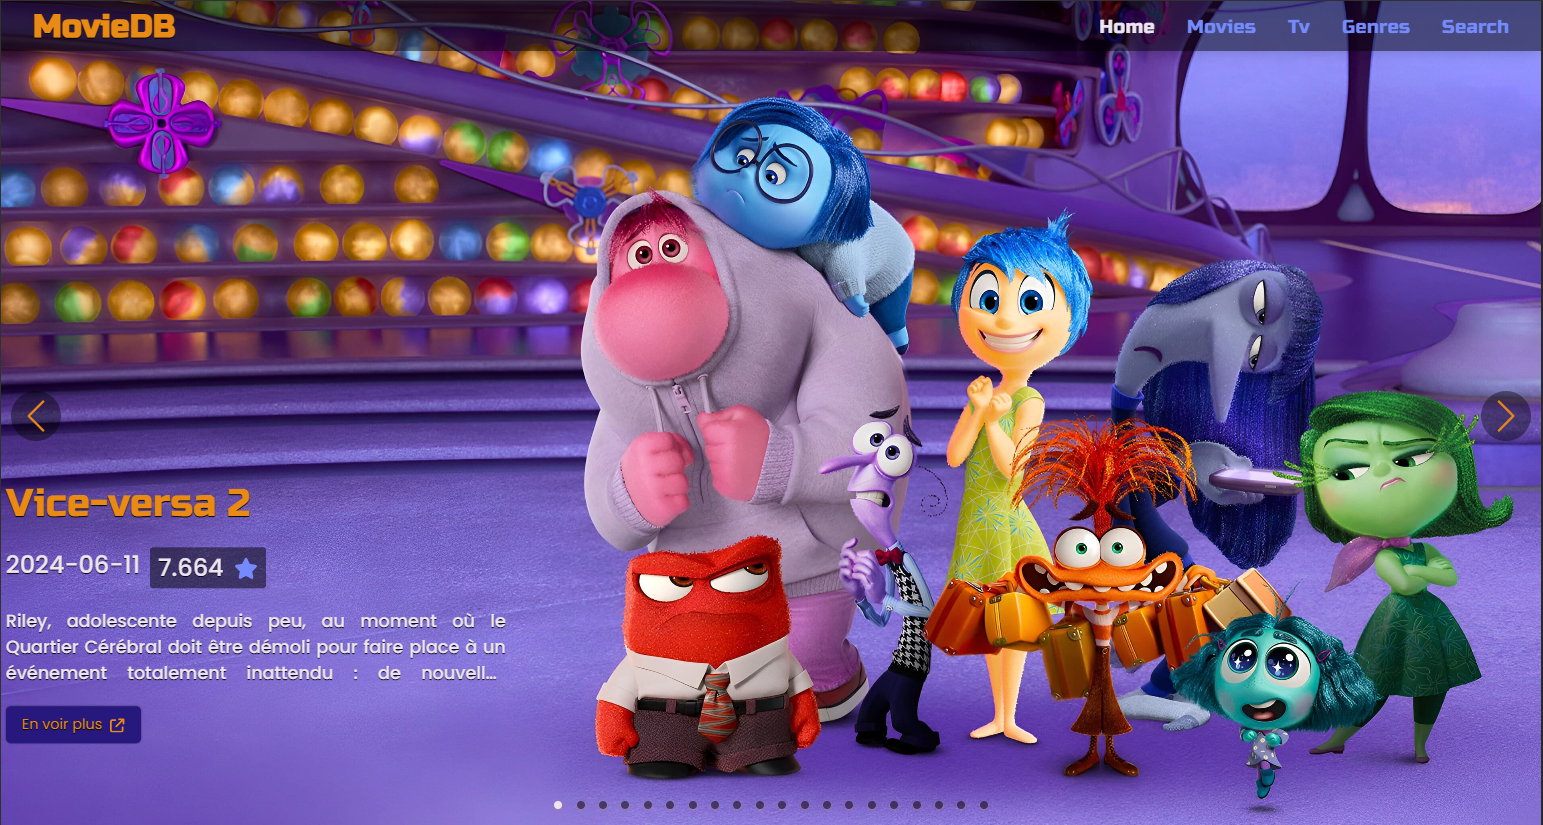 MovieDB
Home Movies Tv Genres Search
Vice-versa 2
2024-06-11 7.664
Riley, adolescente depuis peu, au moment où le
Quartier Cérébral doit être démoli pour faire place à un
événement totalement inattendu : de nouvell...
En voir plus